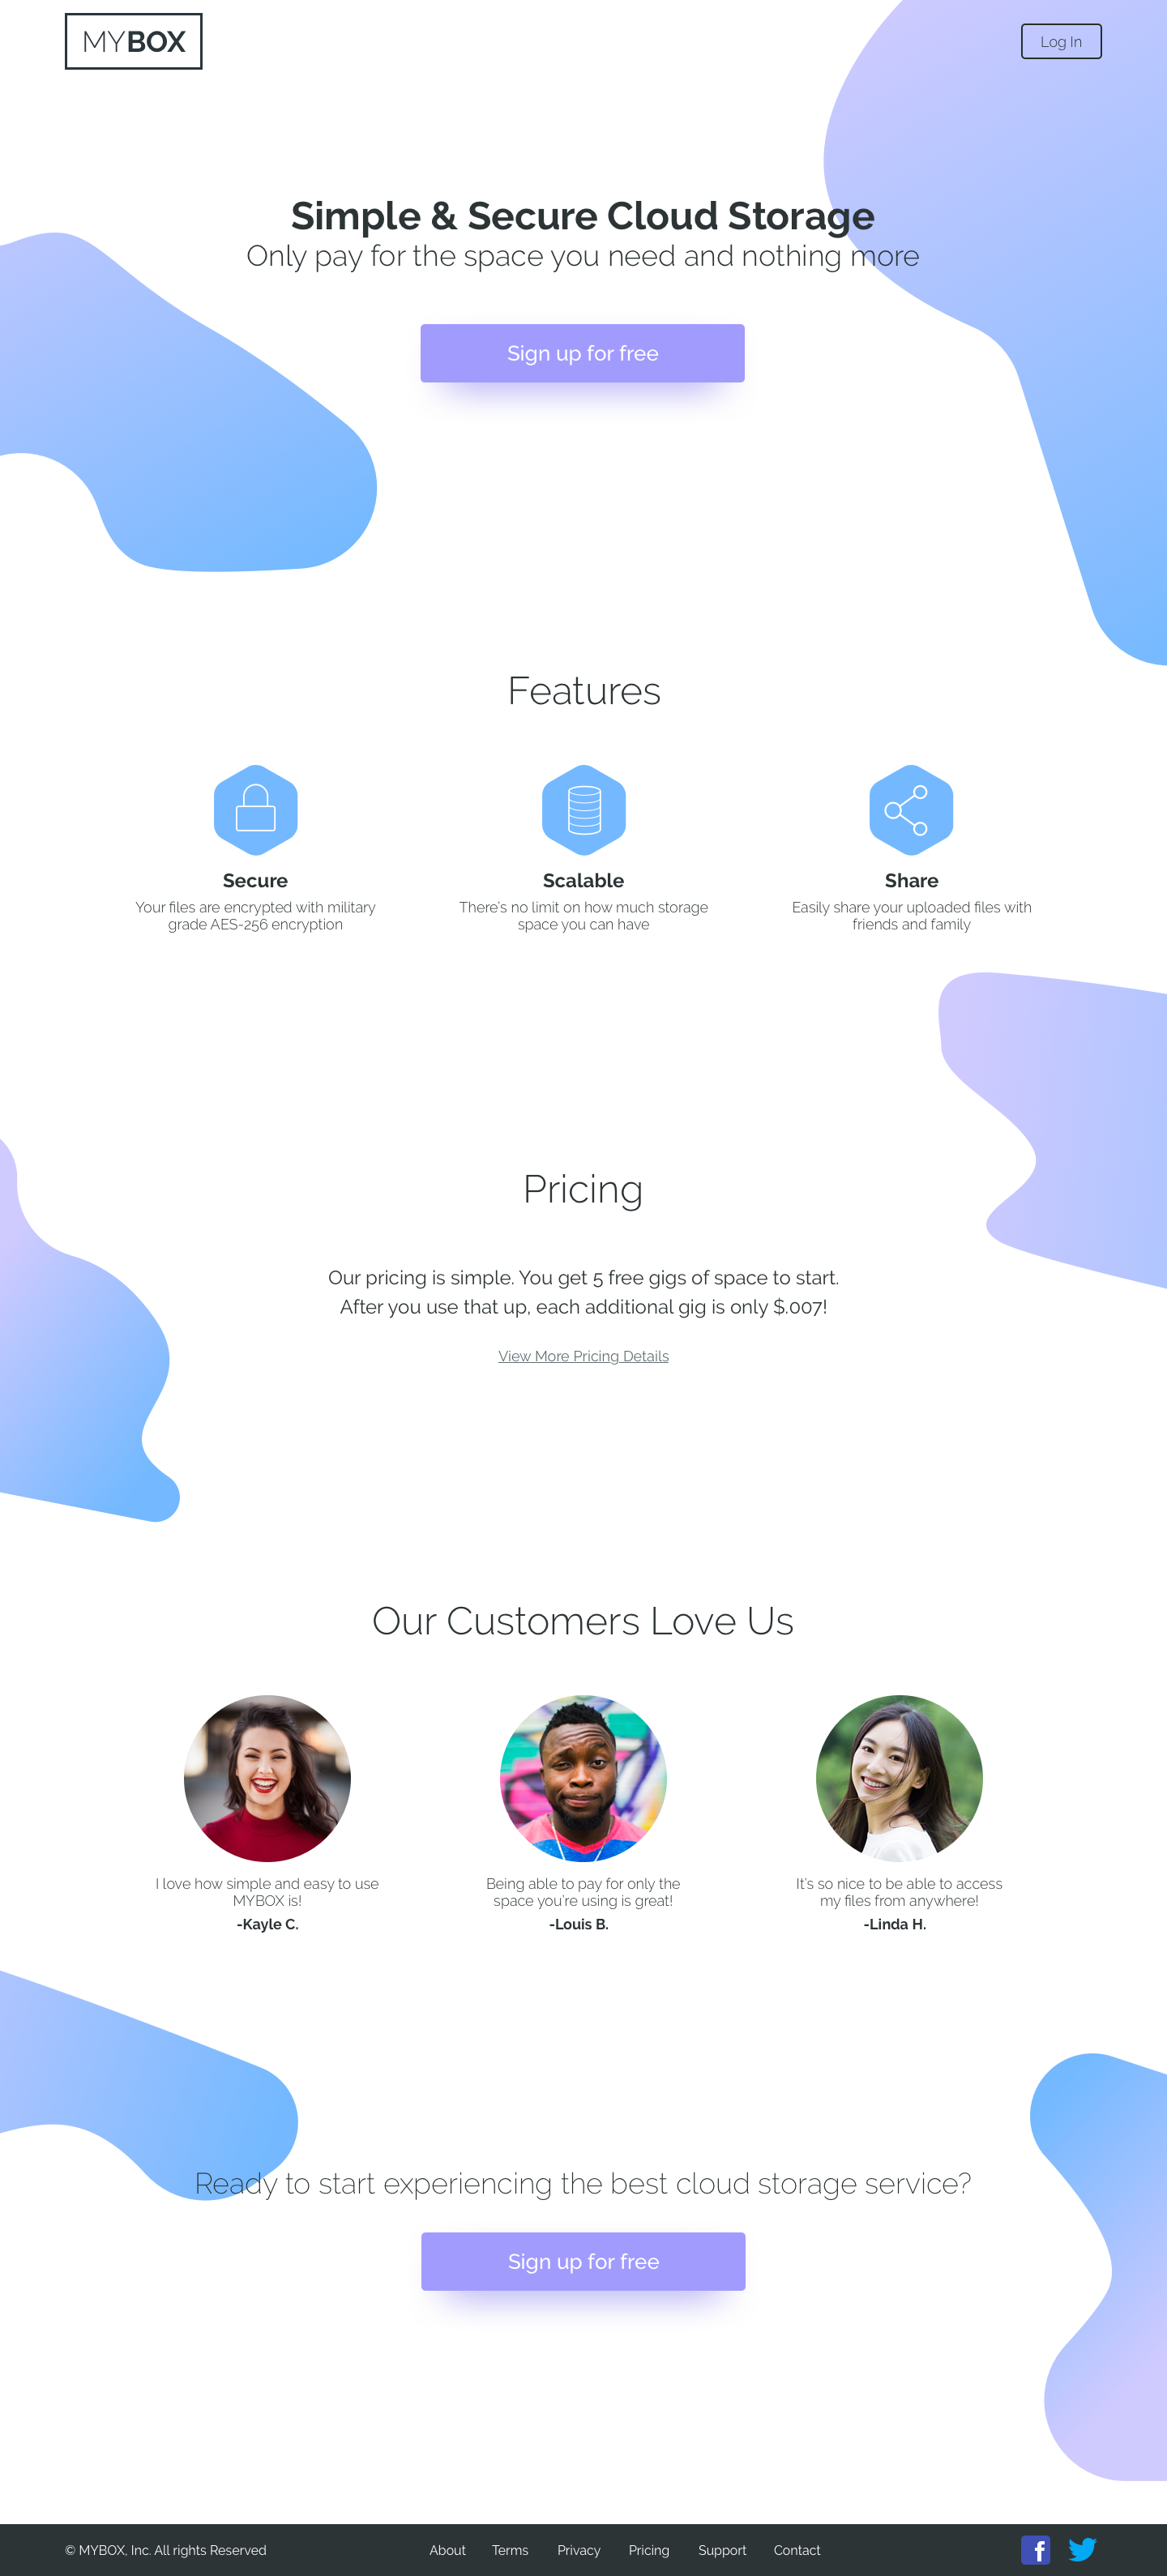 MYBOX
Log In
Simple & Secure Cloud Storage
Only pay for the space you need and nothing more
Sign up for free
Features
Secure
Your files are encrypted with military
grade AES-256 encryption
Scalable
There's no limit on how much storage
space you can have
Share
Easily share your uploaded files with
friends and family
Pricing
Our pricing is simple. You get 5 free gigs of space to start.
After you use that up, each additional gig is only $.007!
View More Pricing Details
Our Customers Love Us
I love how simple and easy to use
MYBOX is!
-Kayle C.
Being able to pay for only the
space you're using is great!
-Louis B.
It's so nice to be able to access
my files from anywhere!
-Linda H.
Ready to start experiencing the best cloud storage service?
Sign up for free
© MYBOX, Inc. All rights Reserved
About
Terms
Privacy
Pricing
Support
Contact